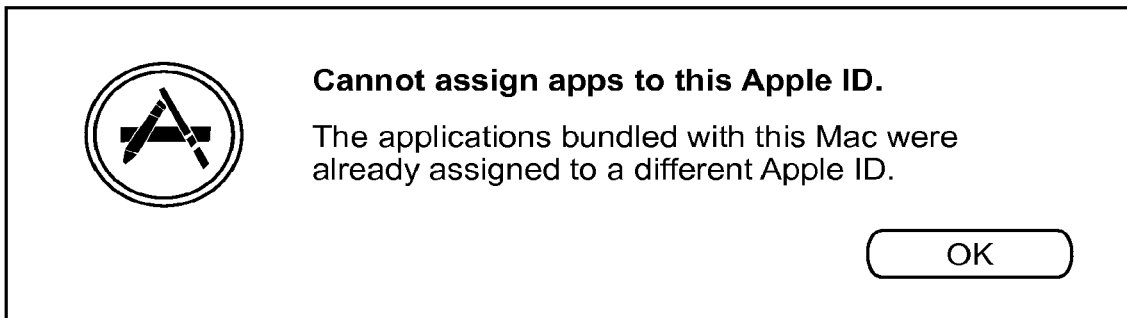 Cannot assign apps to this Apple ID.
The applications bundled with this Mac were
already assigned to a different Apple ID.
OK